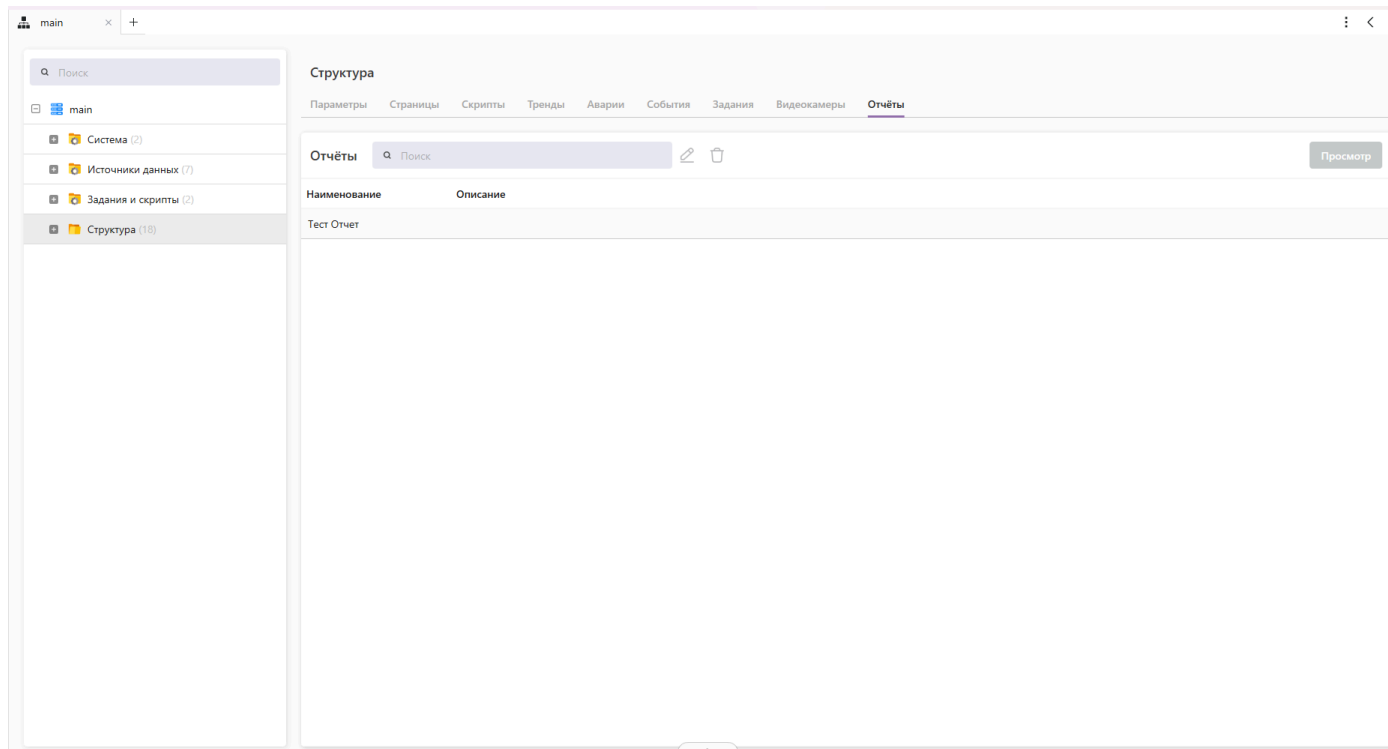 main
Поиск
main
Система (2)
Источники данных (7)
Задания и скрипты (2)
Структура (18)
Структура
Параметры Страницы Скрипты Тренды Аварии События Задания Видеокамеры Отчёты
Отчёты Поиск Просмотр
Наименование Описание
Тест Отчет